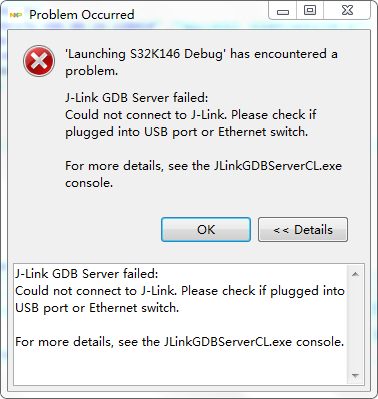 Problem Occurred
'Launching S32K146 Debug' has encountered a
problem.
J-Link GDB Server failed:
Could not connect to J-Link. Please check if
plugged into USB port or Ethernet switch.
For more details, see the JLinkGDBServerCL.exe
console.
OK
<< Details
J-Link GDB Server failed:
Could not connect to J-Link. Please check if plugged into
USB port or Ethernet switch.
For more details, see the JLinkGDBServerCL.exe console.